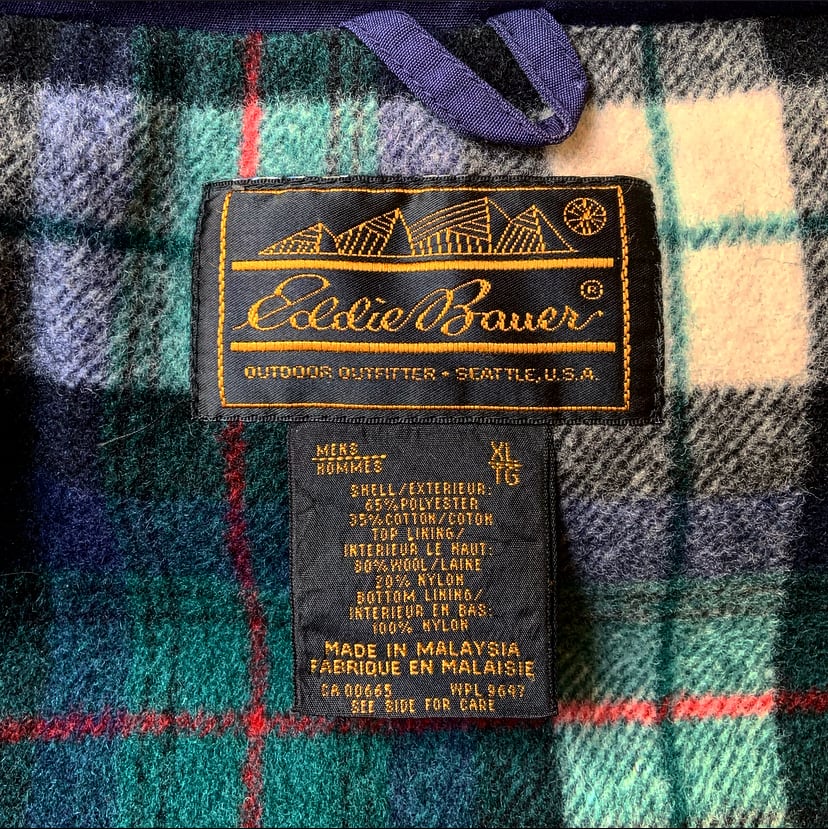 Eddie Bauer ®
OUTDOOR OUTFITTER • SEATTLE, U.S.A.
MENS XL
HOMMES TG
SHELL/EXTERIEUR:
65% POLYESTER
35% COTTON/COTON
TOP LINING/
INTERIEUR LE HAUT:
80% WOOL/LAINE
20% NYLON
BOTTOM LINING/
INTERIEUR EN BAS:
100% NYLON
MADE IN MALAYSIA
FABRIQUE EN MALAISIE
CA 00665 WPL 9647
SEE SIDE FOR CARE